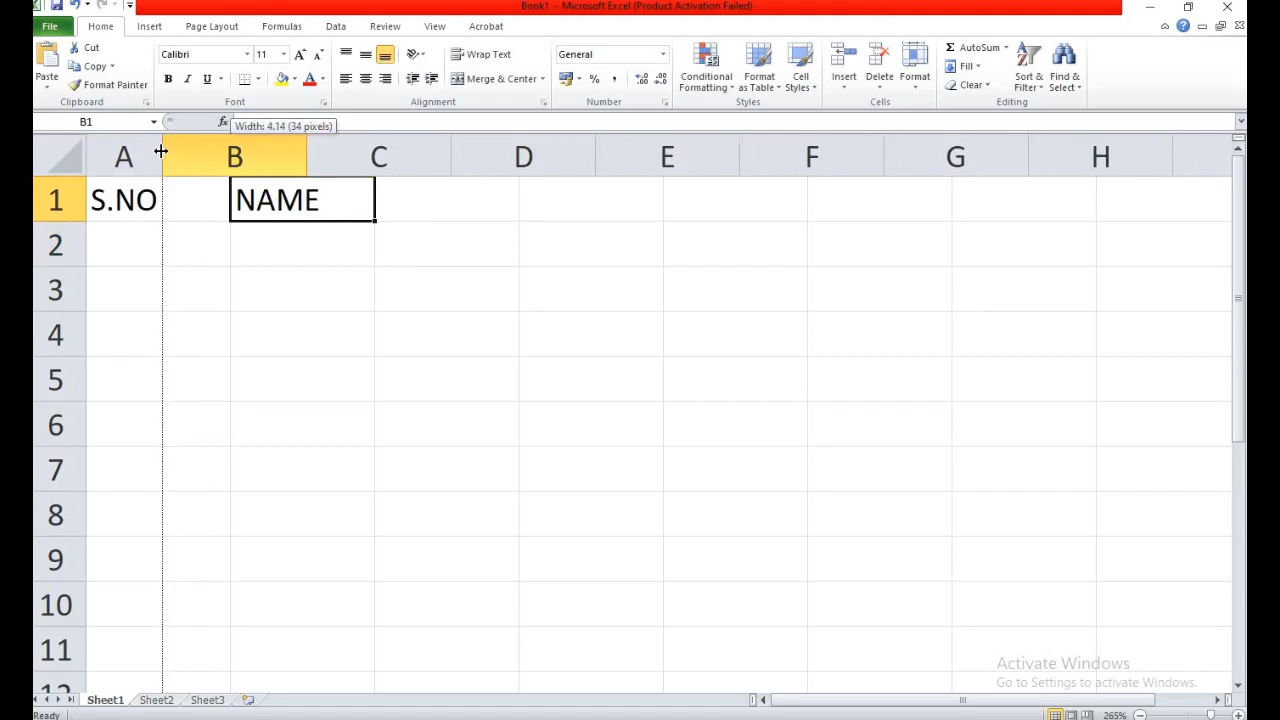 Book1 - Microsoft Excel (Product Activation Failed)
File Home Insert Page Layout Formulas Data Review View Acrobat
Paste Cut Copy Format Painter Clipboard
Calibri 11 B I U A A A Font
Wrap Text Merge & Center Alignment
General % , Number
Conditional Formatting Format as Table Cell Styles Styles
Insert Delete Format Cells
Σ AutoSum Fill Clear Sort & Filter Find & Select Editing
B1 fx
Width: 4.14 (34 pixels)
A B C D E F G H
1 S.NO NAME
2
3
4
5
6
7
8
9
10
11
12
Activate Windows
Go to Settings to activate Windows.
Sheet1 Sheet2 Sheet3
Ready 265%